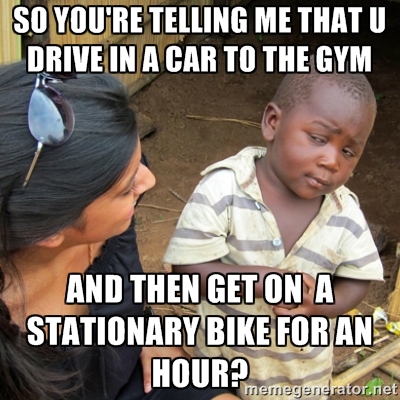 SO YOU'RE TELLING ME THAT U
DRIVE IN A CAR TO THE GYM
AND THEN GET ON A
STATIONARY BIKE FOR AN
HOUR?
memegenerator.net